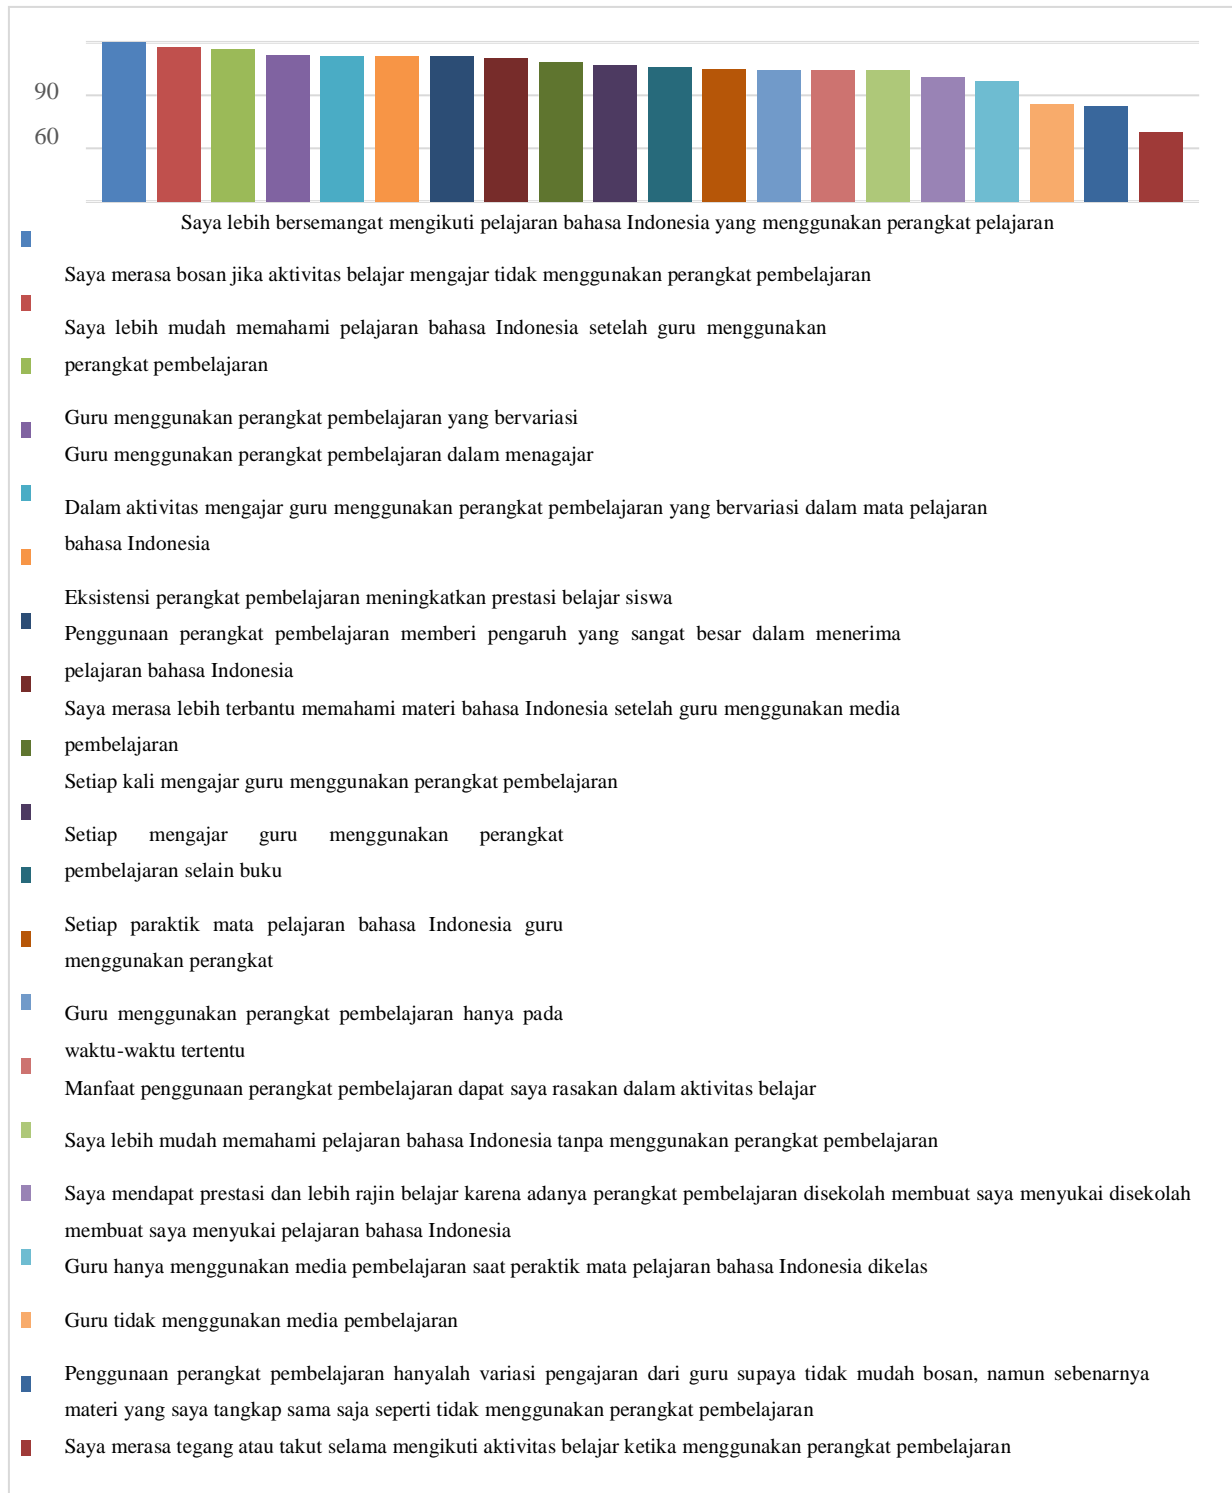 90
60
Saya lebih bersemangat mengikuti pelajaran bahasa Indonesia yang menggunakan perangkat pelajaran
Saya merasa bosan jika aktivitas belajar mengajar tidak menggunakan perangkat pembelajaran
Saya lebih mudah memahami pelajaran bahasa Indonesia setelah guru menggunakan
perangkat pembelajaran
Guru menggunakan perangkat pembelajaran yang bervariasi
Guru menggunakan perangkat pembelajaran dalam menagajar
Dalam aktivitas mengajar guru menggunakan perangkat pembelajaran yang bervariasi dalam mata pelajaran
bahasa Indonesia
Eksistensi perangkat pembelajaran meningkatkan prestasi belajar siswa
Penggunaan perangkat pembelajaran memberi pengaruh yang sangat besar dalam menerima
pelajaran bahasa Indonesia
Saya merasa lebih terbantu memahami materi bahasa Indonesia setelah guru menggunakan media
pembelajaran
Setiap kali mengajar guru menggunakan perangkat pembelajaran
Setiap mengajar guru menggunakan perangkat
pembelajaran selain buku
Setiap paraktik mata pelajaran bahasa Indonesia guru
menggunakan perangkat
Guru menggunakan perangkat pembelajaran hanya pada
waktu-waktu tertentu
Manfaat penggunaan perangkat pembelajaran dapat saya rasakan dalam aktivitas belajar
Saya lebih mudah memahami pelajaran bahasa Indonesia tanpa menggunakan perangkat pembelajaran
Saya mendapat prestasi dan lebih rajin belajar karena adanya perangkat pembelajaran disekolah membuat saya menyukai disekolah
membuat saya menyukai pelajaran bahasa Indonesia
Guru hanya menggunakan media pembelajaran saat peraktik mata pelajaran bahasa Indonesia dikelas
Guru tidak menggunakan media pembelajaran
Penggunaan perangkat pembelajaran hanyalah variasi pengajaran dari guru supaya tidak mudah bosan, namun sebenarnya
materi yang saya tangkap sama saja seperti tidak menggunakan perangkat pembelajaran
Saya merasa tegang atau takut selama mengikuti aktivitas belajar ketika menggunakan perangkat pembelajaran